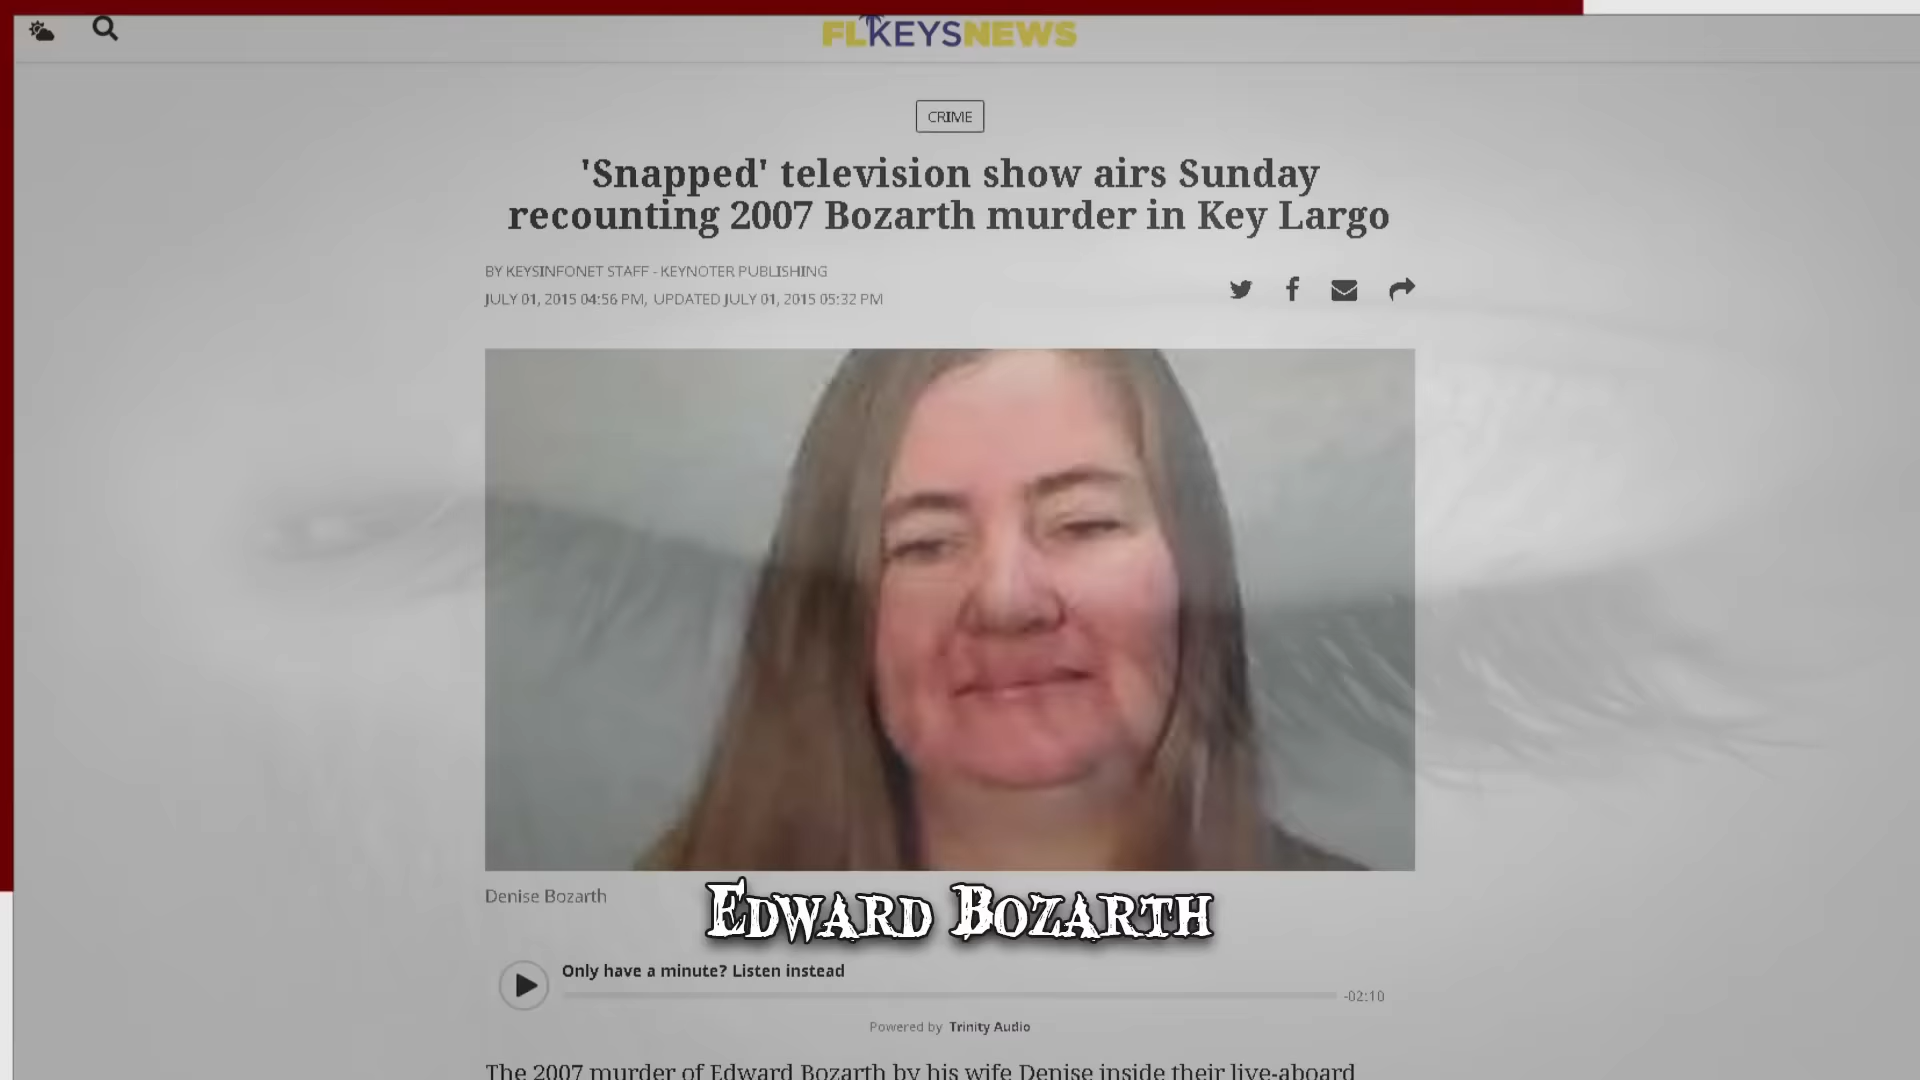 FLKEYSNEWS
CRIME
'Snapped' television show airs Sunday
recounting 2007 Bozarth murder in Key Largo
BY KEYSINFONET STAFF - KEYNOTER PUBLISHING
JULY 01, 2015 04:56 PM, UPDATED JULY 01, 2015 05:32 PM
Denise Bozarth
EDWARD BOZARTH
Only have a minute? Listen instead
-02:10
Powered by Trinity Audio
The 2007 murder of Edward Bozarth by his wife Denise inside their live-aboard